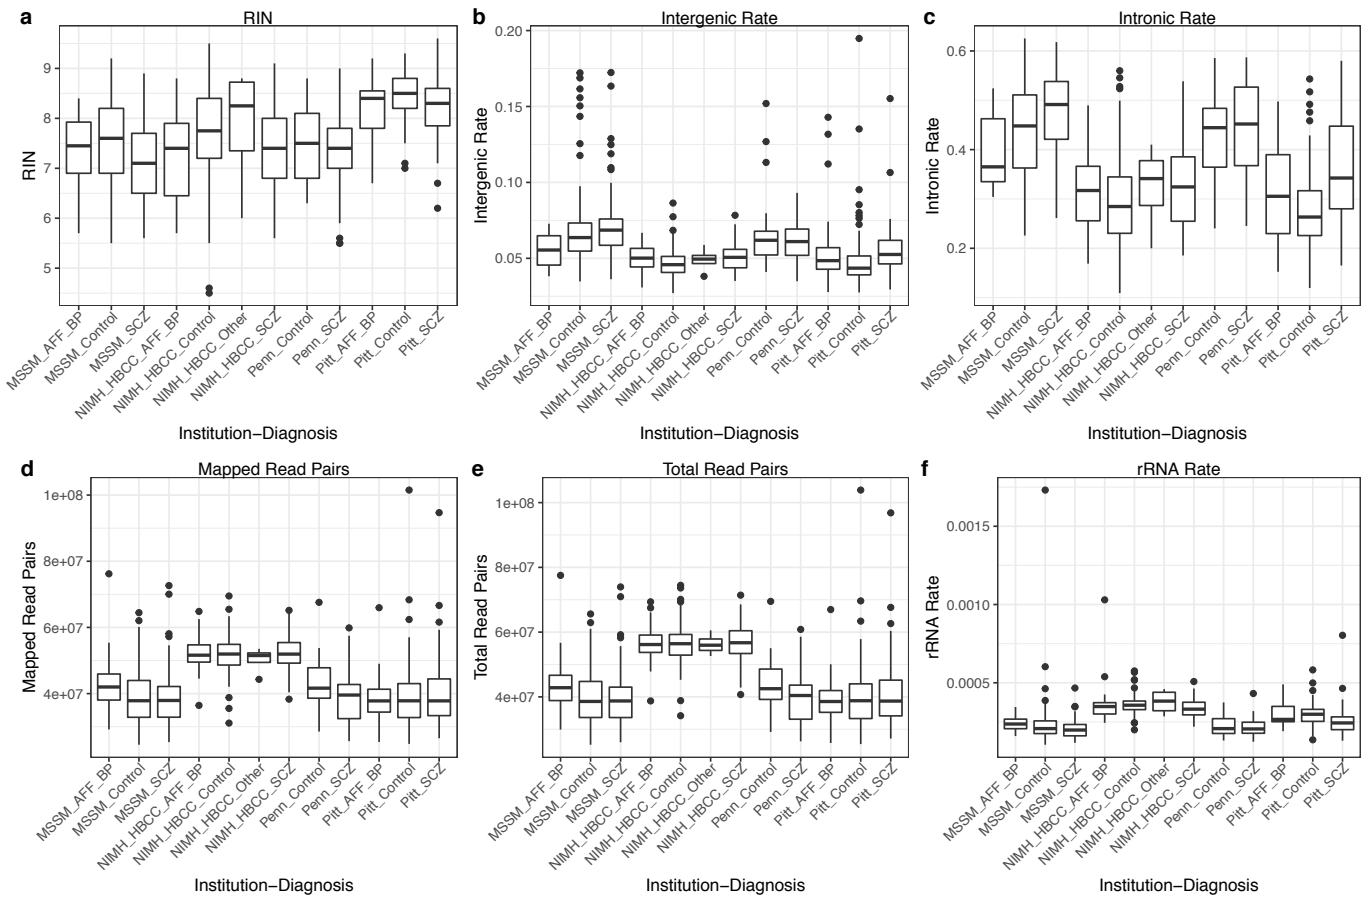 a RIN
RIN
9
8
7
6
5
MSSM_AFF_BP
MSSM_Control
MSSM_SCZ
NIMH_HBCC_AFF_BP
NIMH_HBCC_Control
NIMH_HBCC_Other
NIMH_HBCC_SCZ
Penn_Control
Penn_SCZ
Pitt_AFF_BP
Pitt_Control
Pitt_SCZ
Institution−Diagnosis
b Intergenic Rate
Intergenic Rate
0.20
0.15
0.10
0.05
MSSM_AFF_BP
MSSM_Control
MSSM_SCZ
NIMH_HBCC_AFF_BP
NIMH_HBCC_Control
NIMH_HBCC_Other
NIMH_HBCC_SCZ
Penn_Control
Penn_SCZ
Pitt_AFF_BP
Pitt_Control
Pitt_SCZ
Institution−Diagnosis
c Intronic Rate
Intronic Rate
0.6
0.4
0.2
MSSM_AFF_BP
MSSM_Control
MSSM_SCZ
NIMH_HBCC_AFF_BP
NIMH_HBCC_Control
NIMH_HBCC_Other
NIMH_HBCC_SCZ
Penn_Control
Penn_SCZ
Pitt_AFF_BP
Pitt_Control
Pitt_SCZ
Institution−Diagnosis
d Mapped Read Pairs
Mapped Read Pairs
1e+08
8e+07
6e+07
4e+07
MSSM_AFF_BP
MSSM_Control
MSSM_SCZ
NIMH_HBCC_AFF_BP
NIMH_HBCC_Control
NIMH_HBCC_Other
NIMH_HBCC_SCZ
Penn_Control
Penn_SCZ
Pitt_AFF_BP
Pitt_Control
Pitt_SCZ
Institution−Diagnosis
e Total Read Pairs
Total Read Pairs
1e+08
8e+07
6e+07
4e+07
MSSM_AFF_BP
MSSM_Control
MSSM_SCZ
NIMH_HBCC_AFF_BP
NIMH_HBCC_Control
NIMH_HBCC_Other
NIMH_HBCC_SCZ
Penn_Control
Penn_SCZ
Pitt_AFF_BP
Pitt_Control
Pitt_SCZ
Institution−Diagnosis
f rRNA Rate
rRNA Rate
0.0015
0.0010
0.0005
MSSM_AFF_BP
MSSM_Control
MSSM_SCZ
NIMH_HBCC_AFF_BP
NIMH_HBCC_Control
NIMH_HBCC_Other
NIMH_HBCC_SCZ
Penn_Control
Penn_SCZ
Pitt_AFF_BP
Pitt_Control
Pitt_SCZ
Institution−Diagnosis